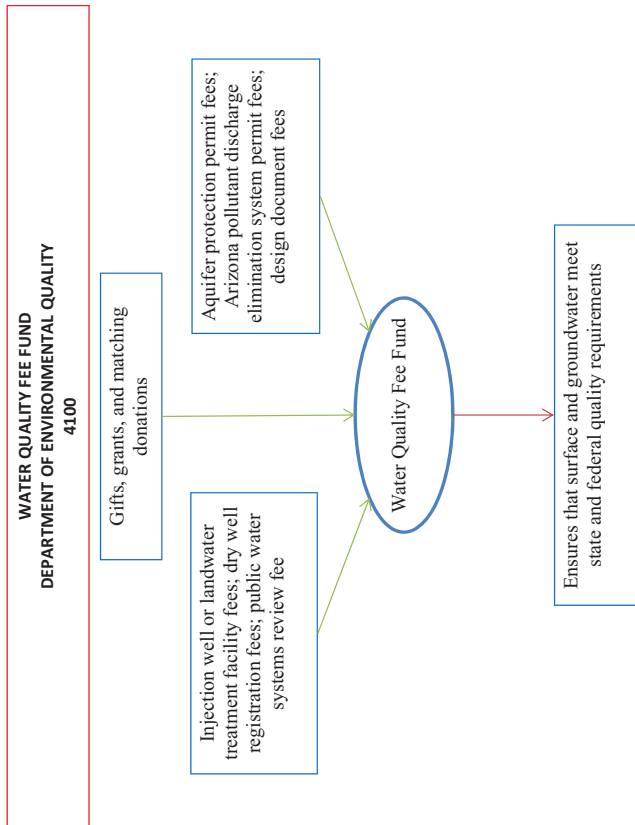 WATER QUALITY FEE FUND
DEPARTMENT OF ENVIRONMENTAL QUALITY
4100
Gifts, grants, and matching
donations
Injection well or landwater
treatment facility fees; dry well
registration fees; public water
systems review fee
Aquifer protection permit fees;
Arizona pollutant discharge
elimination system permit fees;
design document fees
Water Quality Fee Fund
Ensures that surface and groundwater meet
state and federal quality requirements